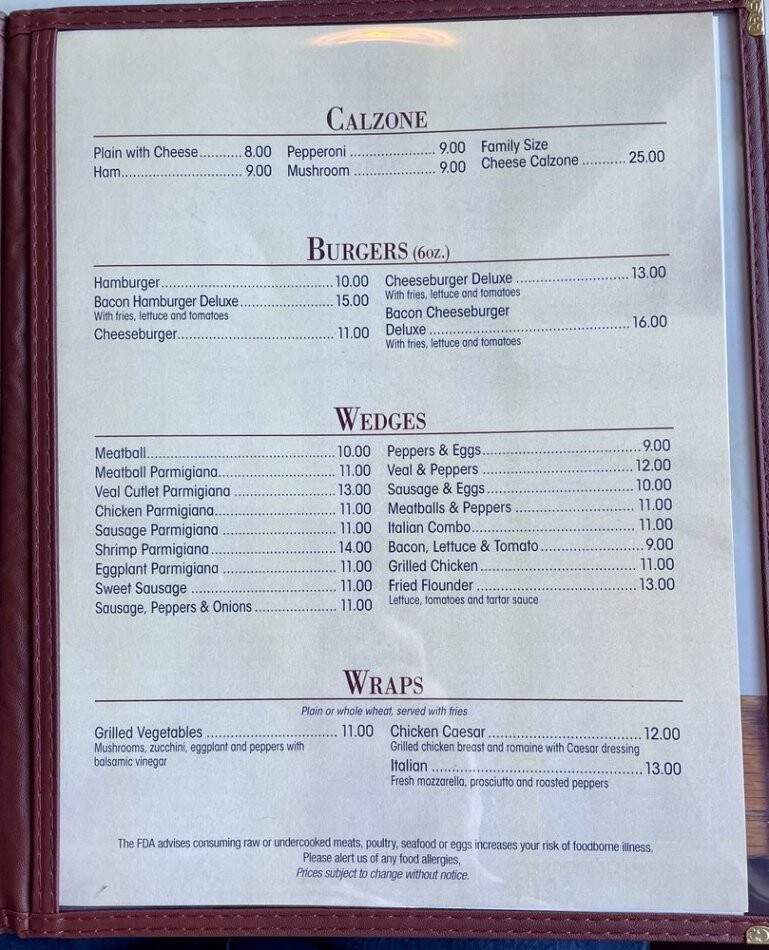 CALZONE
Plain with Cheese........... 8.00
Ham................................ 9.00
Pepperoni ...................... 9.00
Mushroom ..................... 9.00
Family Size
Cheese Calzone ........... 25.00
BURGERS (6oz.)
Hamburger............................................ 10.00
Bacon Hamburger Deluxe........................ 15.00
With fries, lettuce and tomatoes
Cheeseburger........................................ 11.00
Cheeseburger Deluxe ............................. 13.00
With fries, lettuce and tomatoes
Bacon Cheeseburger
Deluxe .................................................... 16.00
With fries, lettuce and tomatoes
WEDGES
Meatball................................................ 10.00
Meatball Parmigiana.............................. 11.00
Veal Cutlet Parmigiana .......................... 13.00
Chicken Parmigiana............................... 11.00
Sausage Parmigiana ............................. 11.00
Shrimp Parmigiana................................ 14.00
Eggplant Parmigiana ............................. 11.00
Sweet Sausage ..................................... 11.00
Sausage, Peppers & Onions..................... 11.00
Peppers & Eggs......................................... 9.00
Veal & Peppers ....................................... 12.00
Sausage & Eggs....................................... 10.00
Meatballs & Peppers ............................... 11.00
Italian Combo........................................... 11.00
Bacon, Lettuce & Tomato.......................... 9.00
Grilled Chicken......................................... 11.00
Fried Flounder ......................................... 13.00
Lettuce, tomatoes and tartar sauce
WRAPS
Plain or whole wheat, served with fries
Grilled Vegetables .................................. 11.00
Mushrooms, zucchini, eggplant and peppers with
balsamic vinegar
Chicken Caesar ....................................... 12.00
Grilled chicken breast and romaine with Caesar dressing
Italian ...................................................... 13.00
Fresh mozzarella, prosciutto and roasted peppers
The FDA advises consuming raw or undercooked meats, poultry, seafood or eggs increases your risk of foodborne illness.
Please alert us of any food allergies,
Prices subject to change without notice.